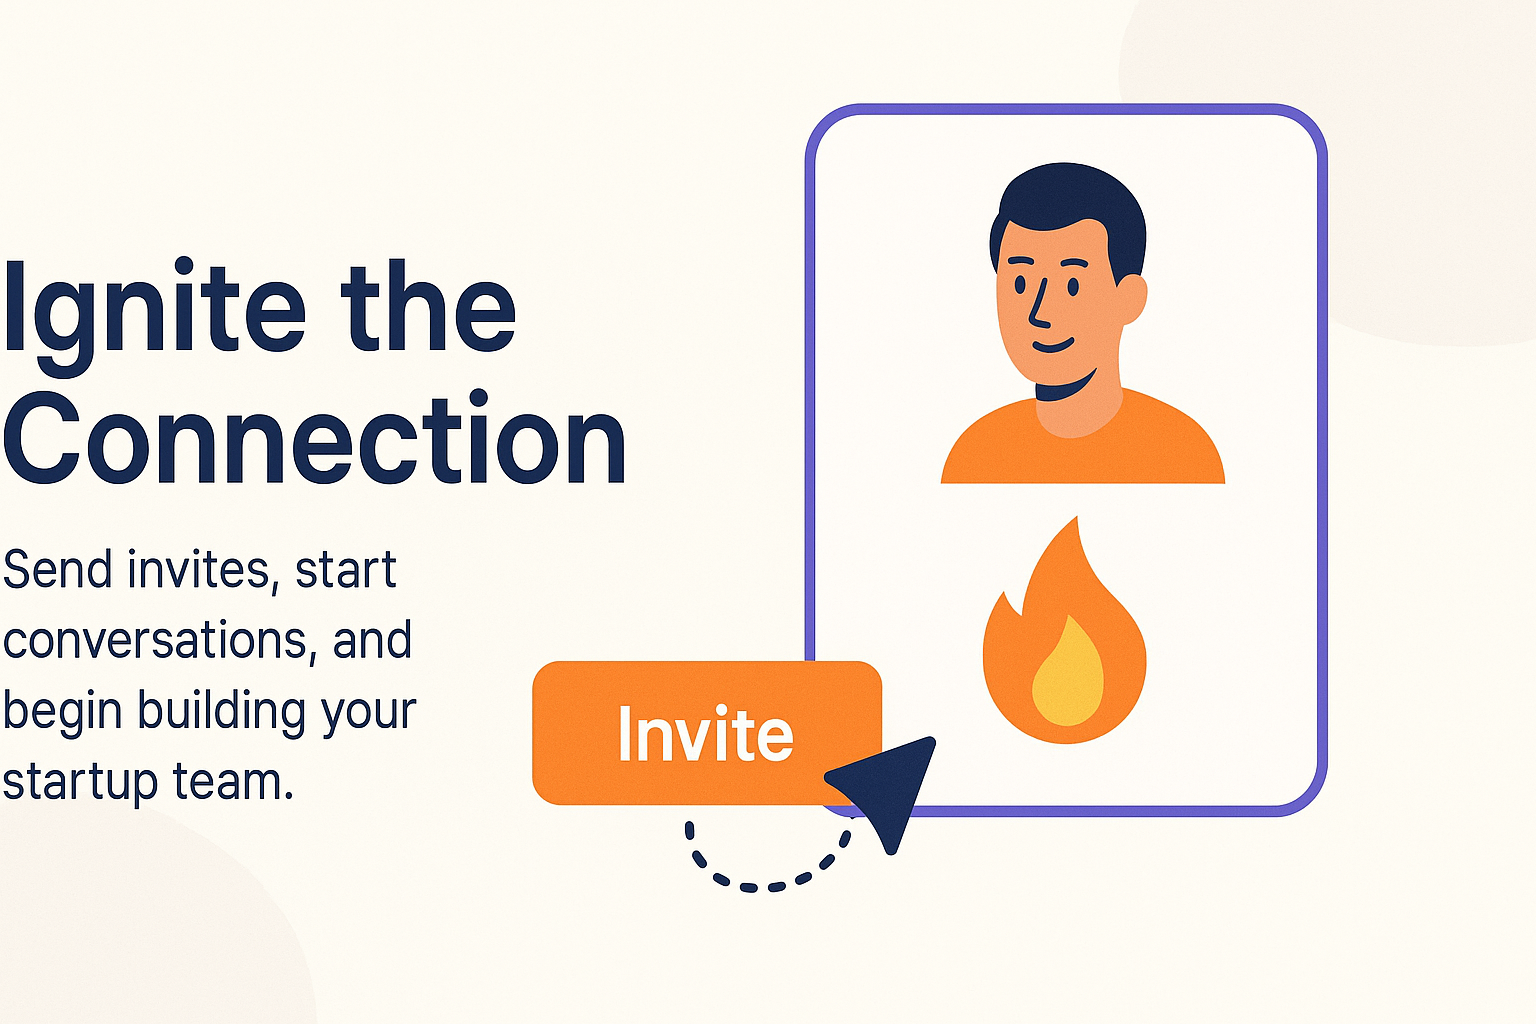 Ignite the
Connection
Send invites, start
conversations, and
begin building your
startup team.
Invite